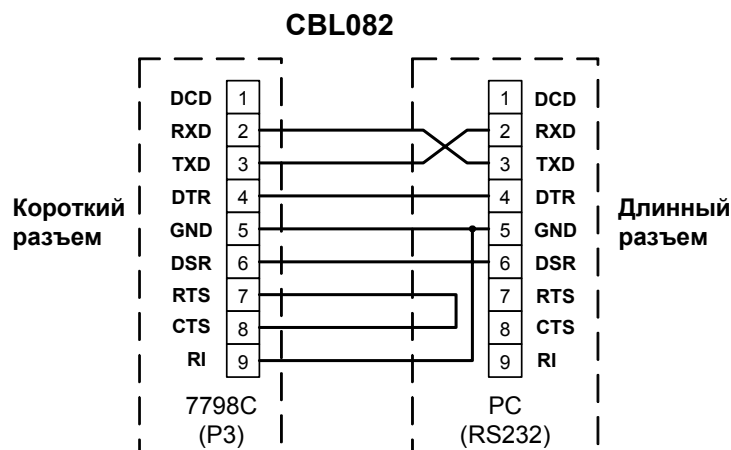 CBL082
DCD 1 1 DCD
RXD 2 2 RXD
TXD 3 3 TXD
DTR 4 4 DTR
Короткий разъем
GND 5 5 GND
Длинный разъем
DSR 6 6 DSR
RTS 7 7 RTS
CTS 8 8 CTS
RI 9 9 RI
7798C PC
(P3) (RS232)